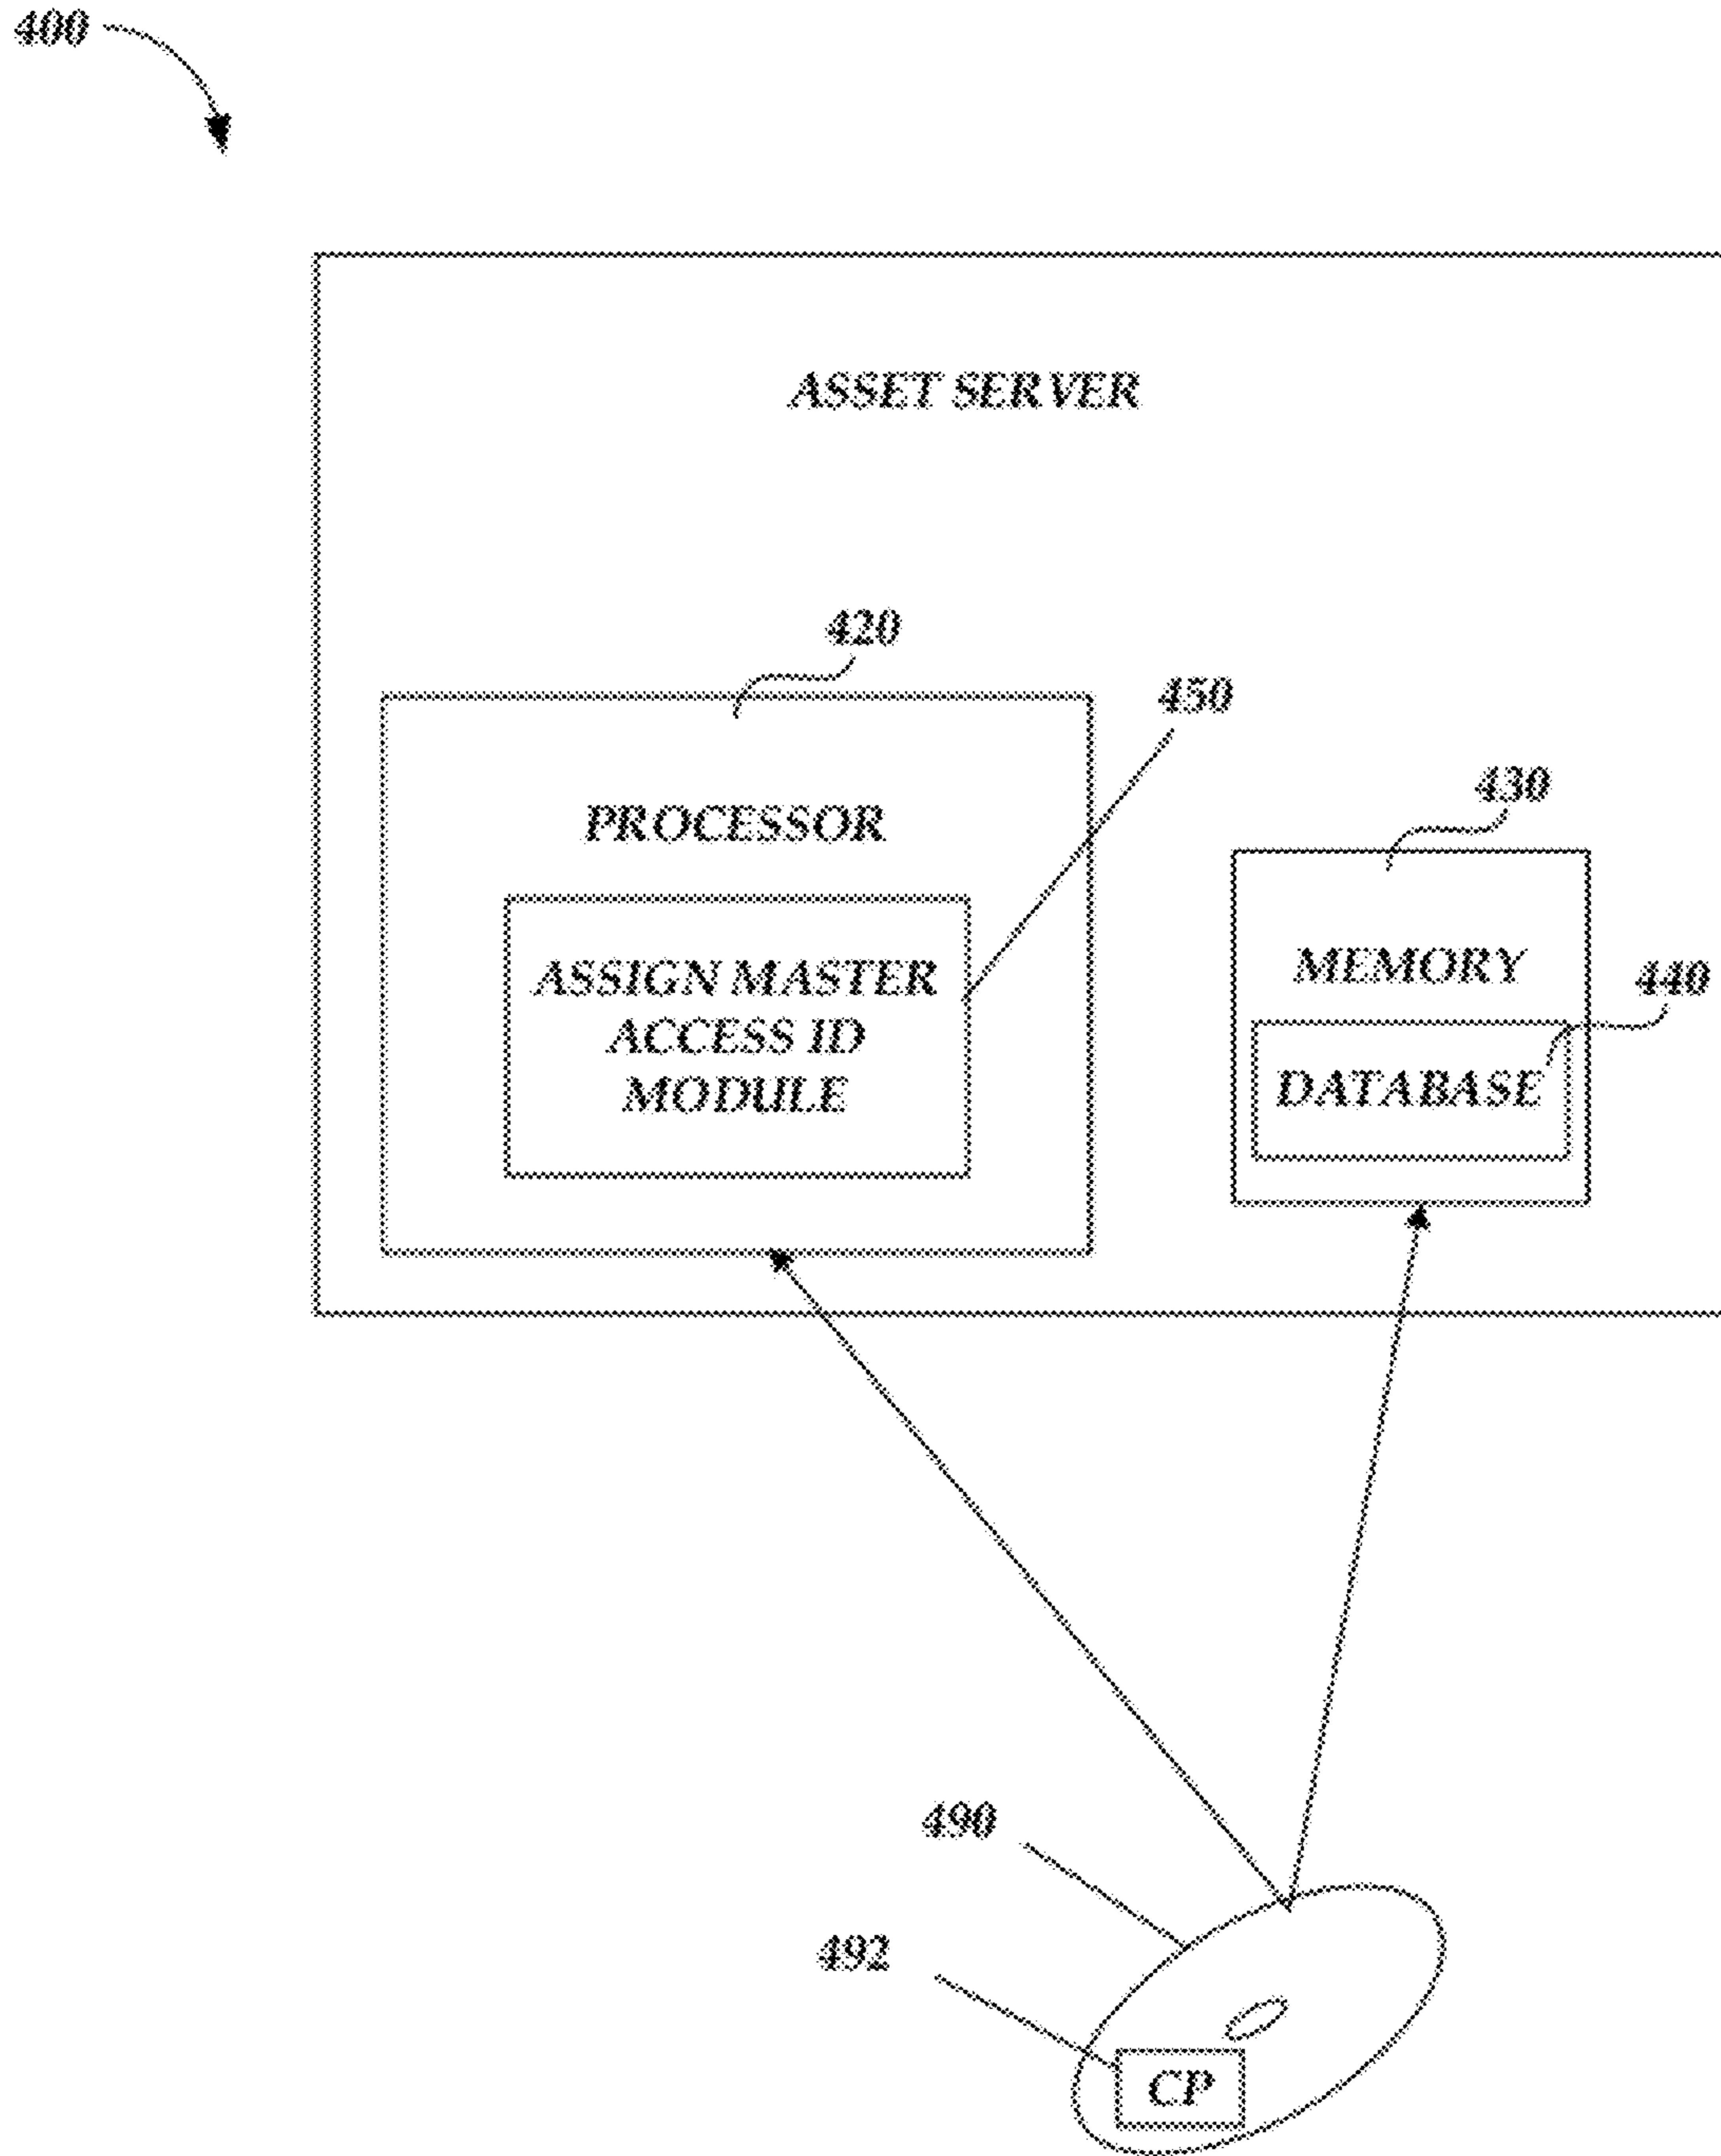 400
ASSET SERVER
420
450
PROCESSOR
430
ASSIGN MASTER
ACCESS ID
MODULE
MEMORY
440
DATABASE
490
492
CP